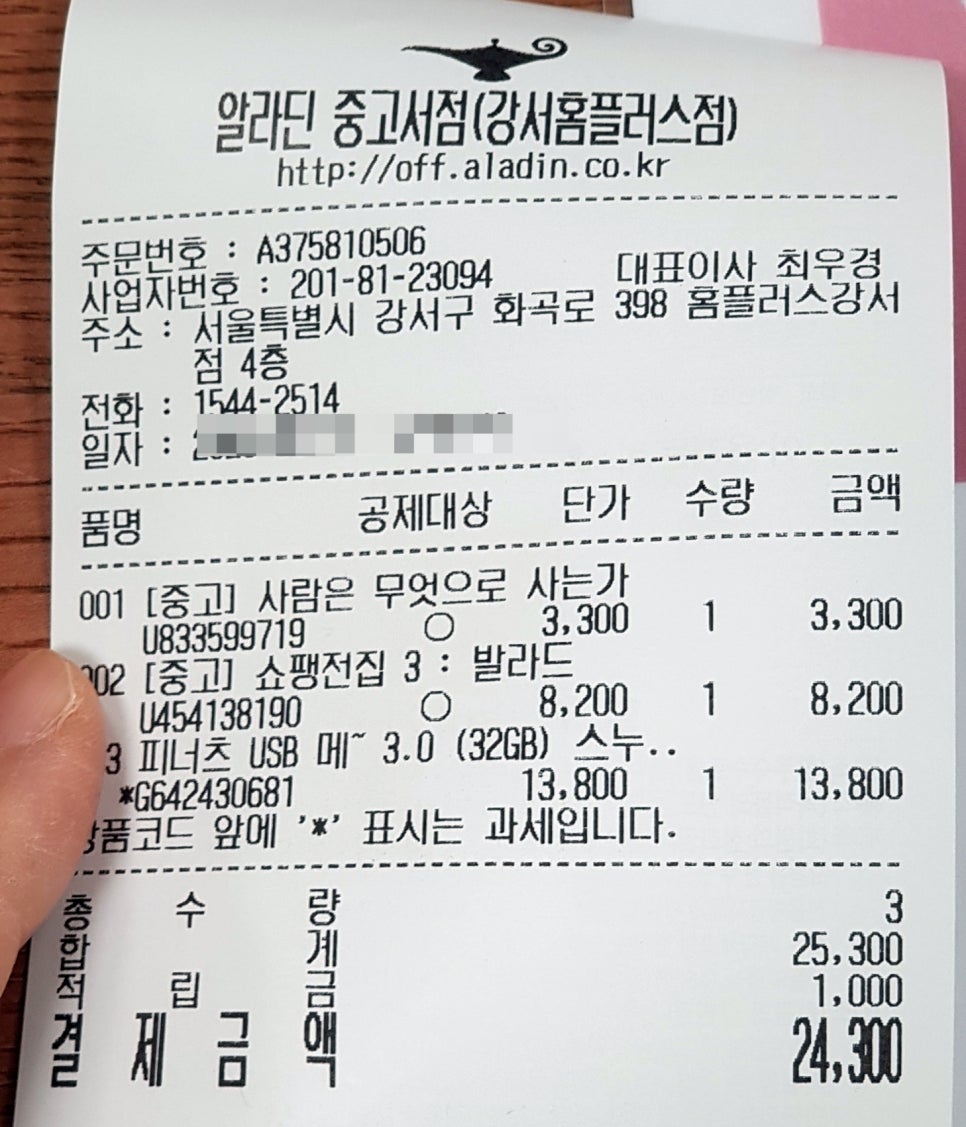 알라딘 중고서점(강서홈플러스점)
http://off.aladin.co.kr
주문번호 : A375810506
사업자번호 : 201-81-23094 대표이사 최우경
주소 : 서울특별시 강서구 화곡로 398 홈플러스강서
점 4층
전화 : 1544-2514
일자 :
품명 공제대상 단가 수량 금액
001 [중고] 사람은 무엇으로 사는가
U833599719 ○ 3,300 1 3,300
002 [중고] 쇼팽전집 3 : 발라드
U454138190 ○ 8,200 1 8,200
3 피너츠 USB 메~ 3.0 (32GB) 스누..
*G642430681 13,800 1 13,800
상품코드 앞에 '*' 표시는 과세입니다.
총 수 량 3
합 계 25,300
적 립 금 1,000
결 제 금 액 24,300